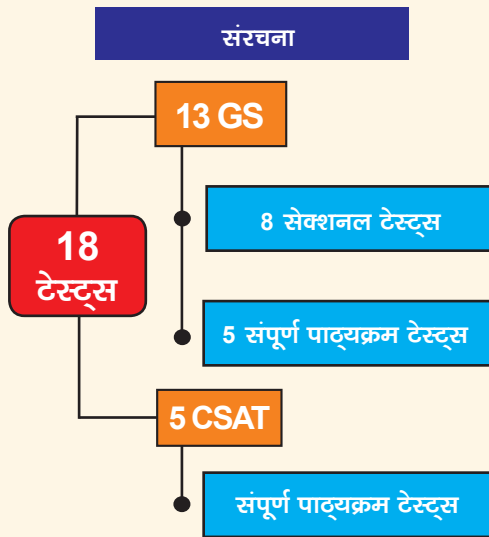 संरचना
13 GS
8 सेक्शनल टेस्ट्स
18
टेस्ट्स
5 संपूर्ण पाठ्यक्रम टेस्ट्स
5 CSAT
संपूर्ण पाठ्यक्रम टेस्ट्स